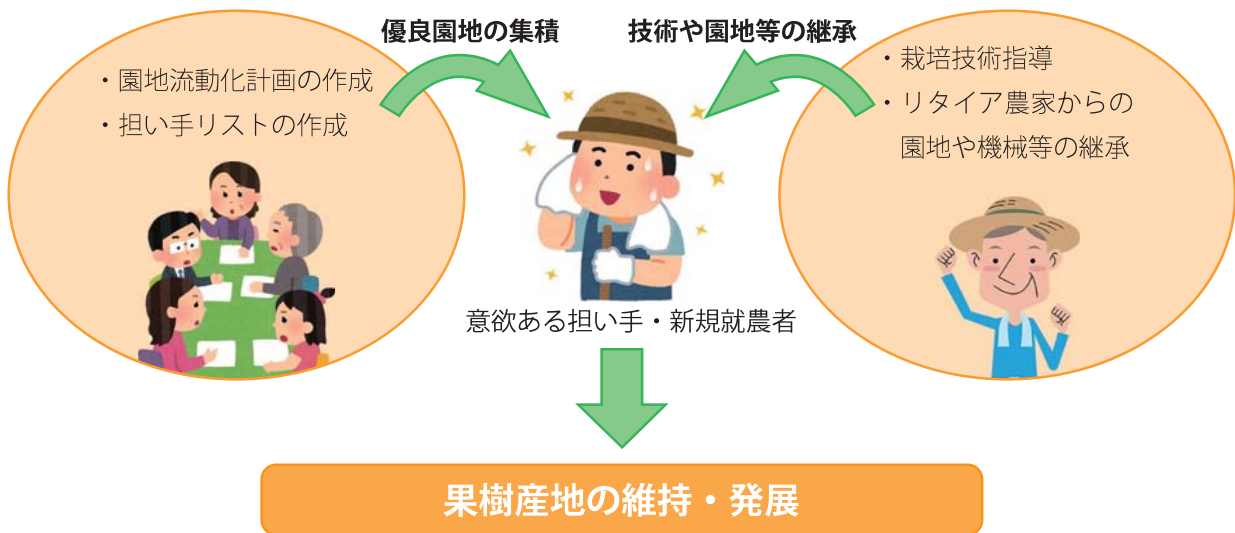 優良園地の集積
技術や園地等の継承
・園地流動化計画の作成
・担い手リストの作成
・栽培技術指導
・リタイア農家からの
園地や機械等の継承
意欲ある担い手・新規就農者
果樹産地の維持・発展